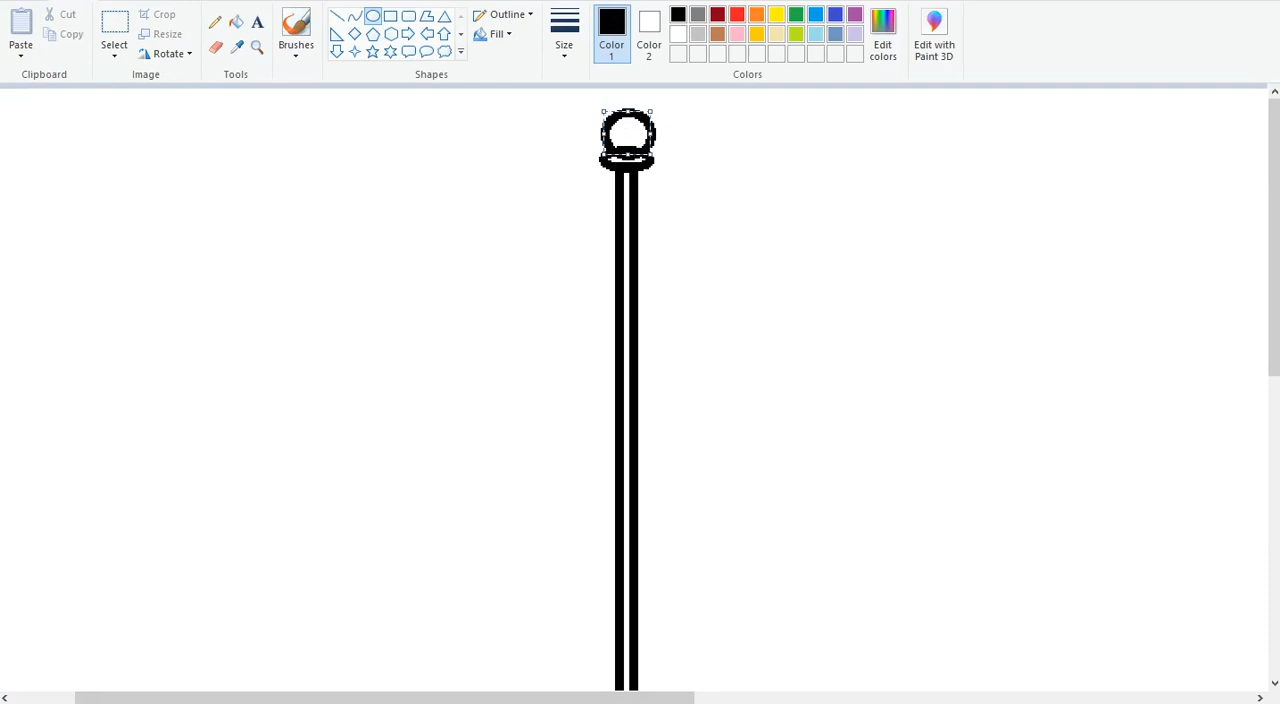 Paste
Clipboard
Cut
Copy
Select
Crop
Resize
Rotate
Image
A
Tools
Brushes
Shapes
Outline
Fill
Size
Color
1
Color
2
Colors
Edit
colors
Edit with
Paint 3D